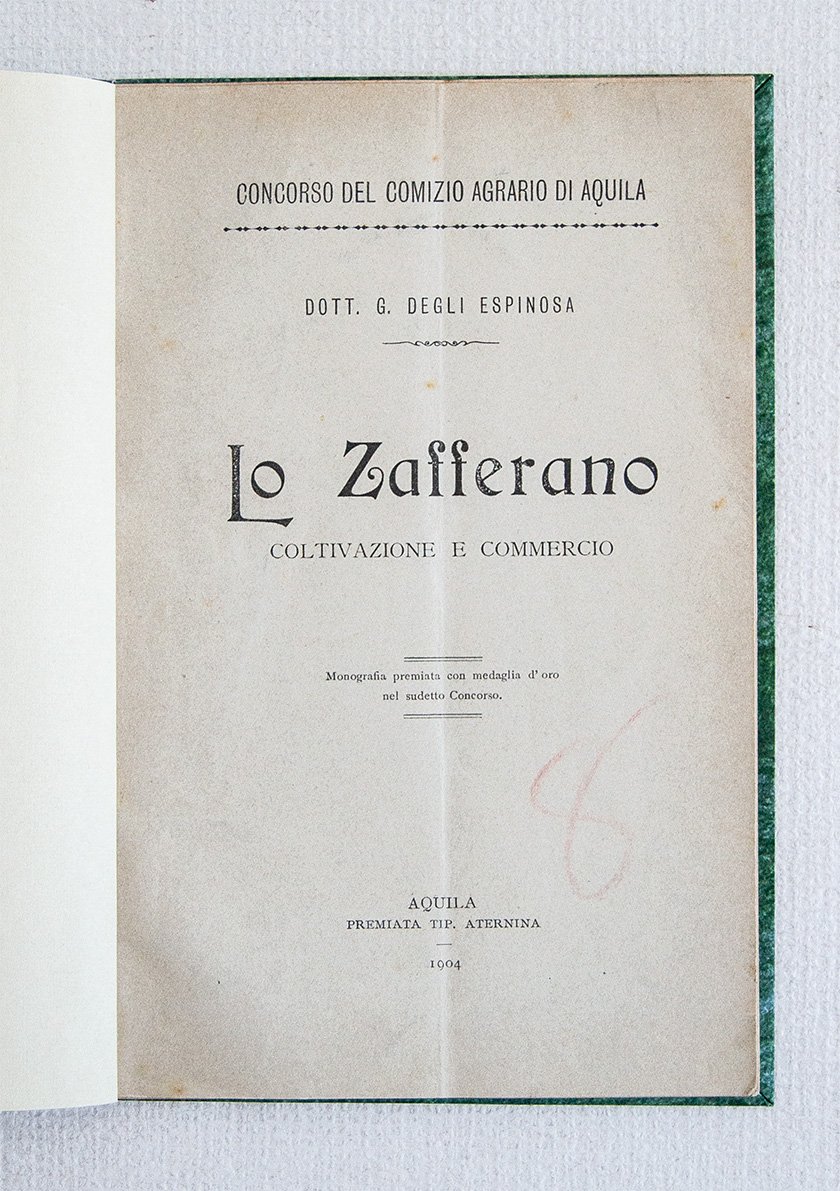 CONCORSO DEL COMIZIO AGRARIO DI AQUILA
DOTT. G. DEGLI ESPINOSA
Lo Zafferano
COLTIVAZIONE E COMMERCIO
Monografia premiata con medaglia d'oro
nel sudetto Concorso.
8
AQUILA
PREMIATA TIP. ATERNINA
1904